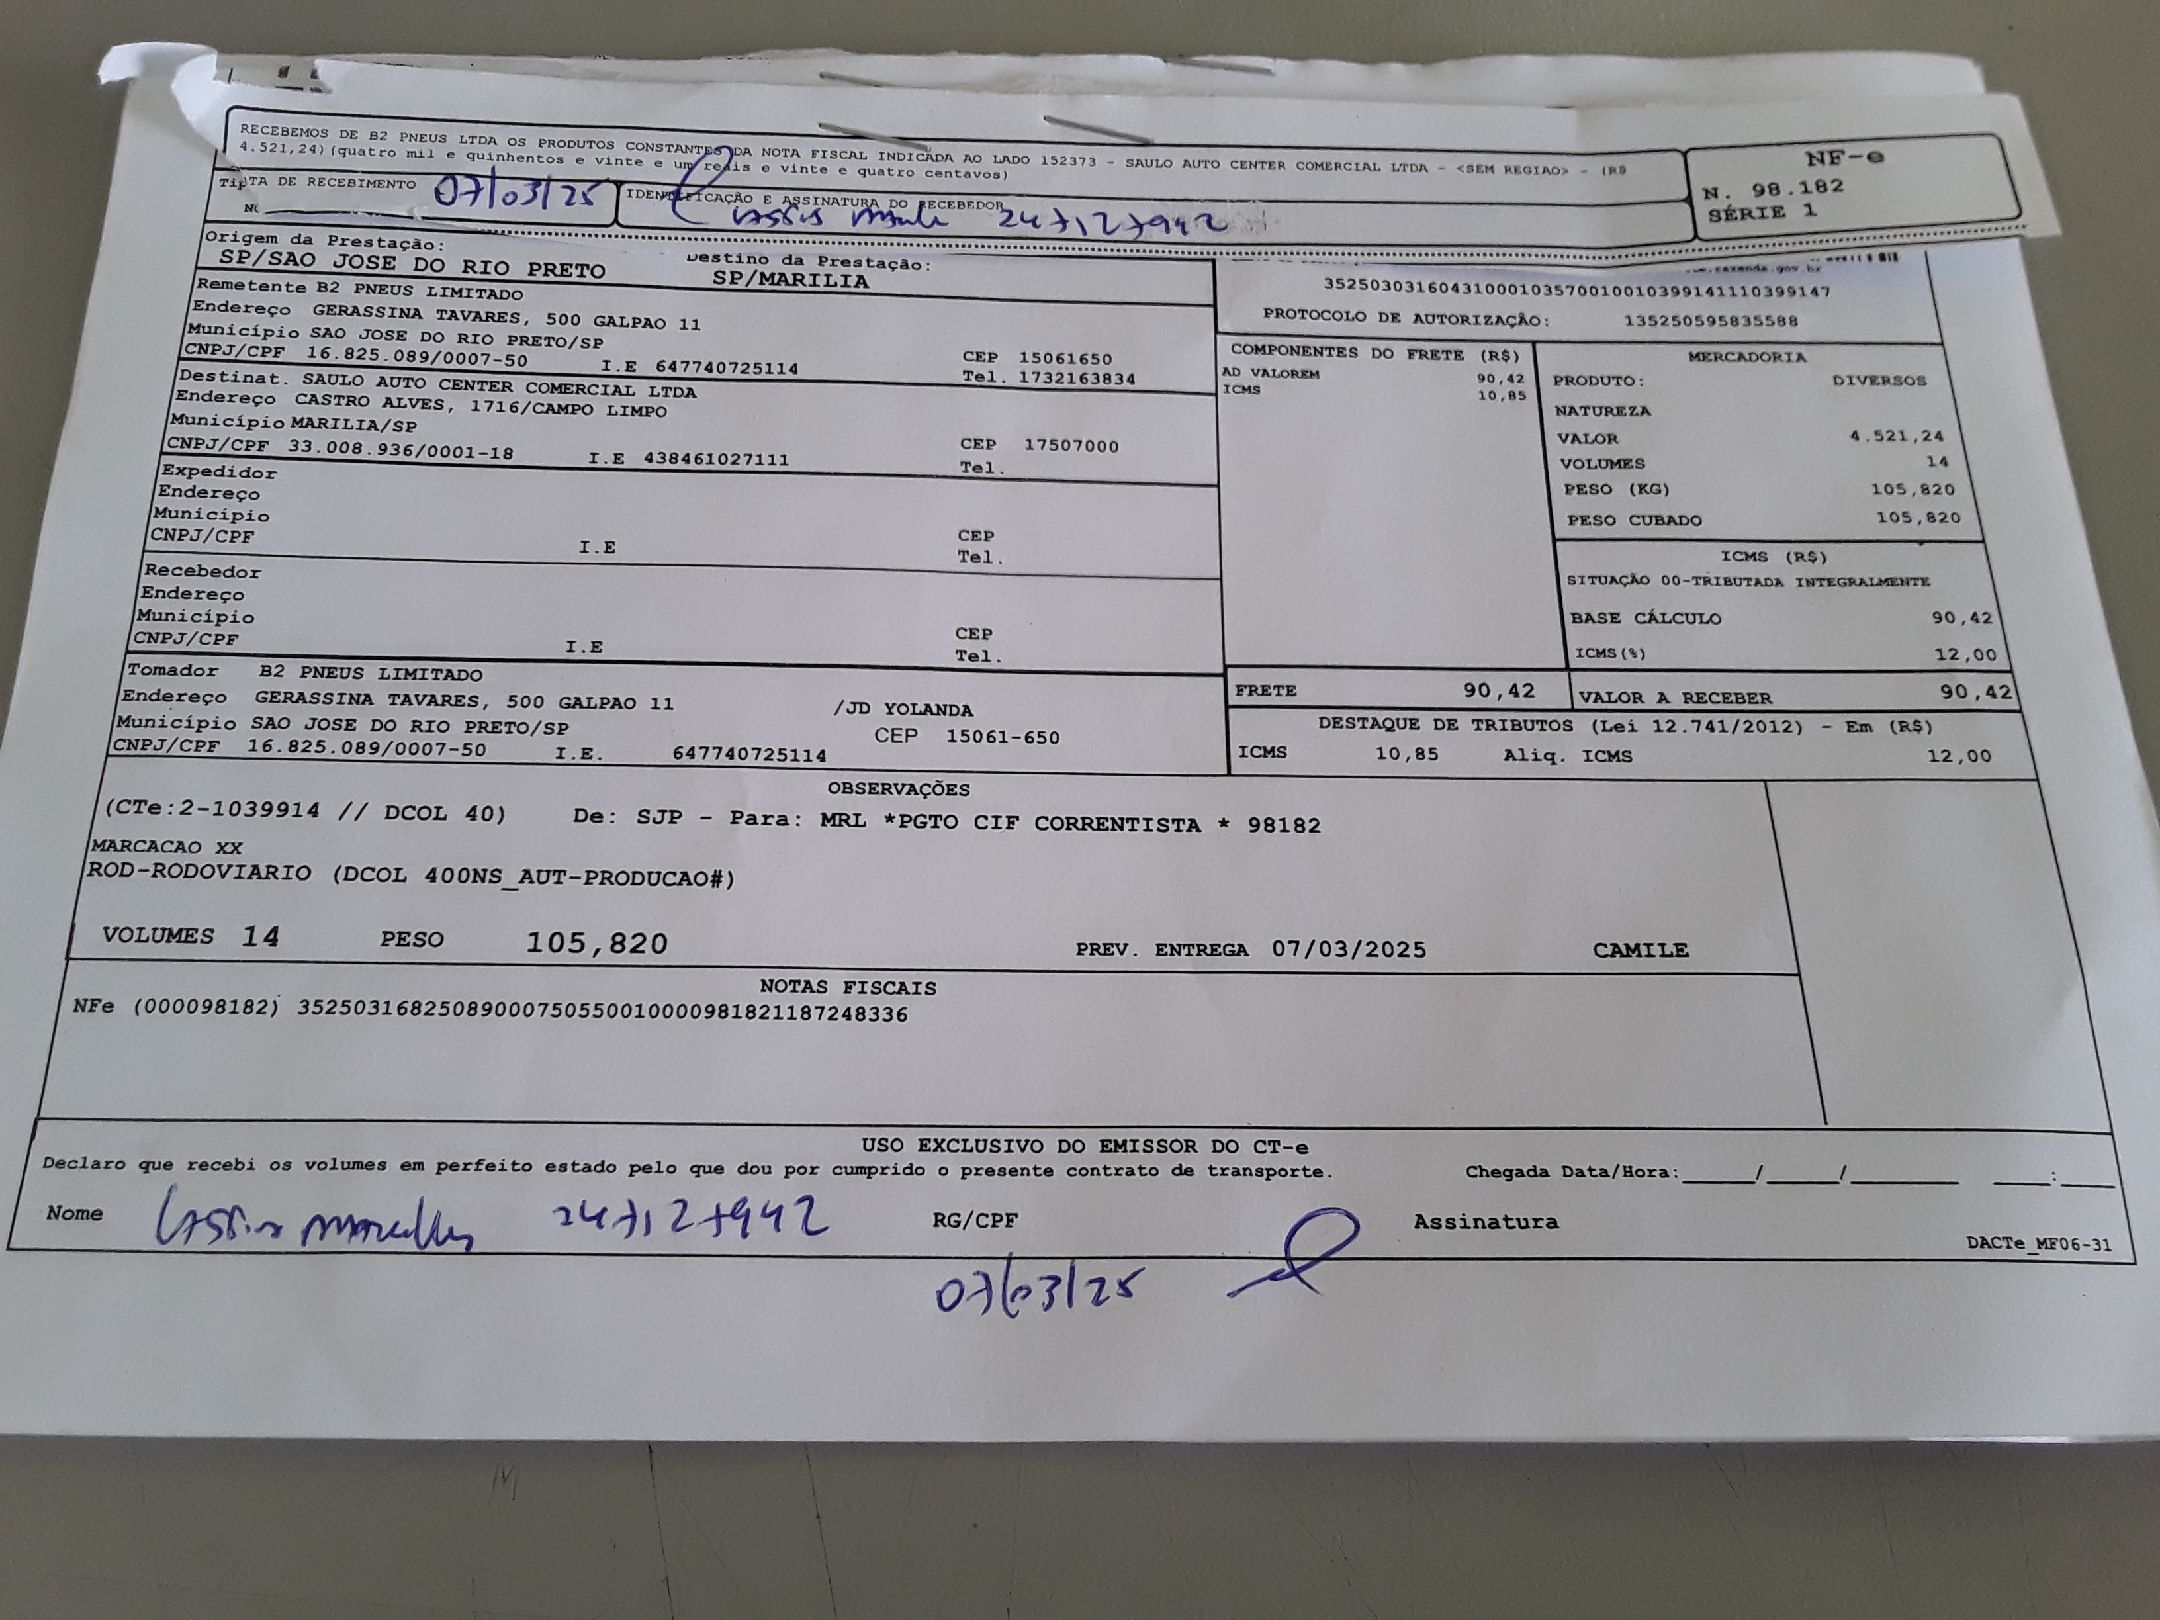 RECEBEMOS DE B2 PNEUS LTDA OS PRODUTOS CONSTANTES DA NOTA FISCAL INDICADA AO LADO 152373 - SAULO AUTO CENTER COMERCIAL LTDA - <SEM REGIAO> - (R$
4.521,24) (quatro mil e quinhentos e vinte e um reais e vinte e quatro centavos)
NF-e
N. 98.182
SÉRIE 1
TA DE RECEBIMENTO 07/03/25
IDENTIFICAÇÃO E ASSINATURA DO RECEBEDOR
247127942
Origem da Prestação:
SP/SAO JOSE DO RIO PRETO
Destino da Prestação:
SP/MARILIA
Remetente B2 PNEUS LIMITADO
Endereço GERASSINA TAVARES, 500 GALPAO 11
Município SAO JOSE DO RIO PRETO/SP
CEP 15061650
CNPJ/CPF 16.825.089/0007-50 I.E 647740725114 Tel. 1732163834
Destinat. SAULO AUTO CENTER COMERCIAL LTDA
Endereço CASTRO ALVES, 1716/CAMPO LIMPO
Município MARILIA/SP
CEP 17507000
CNPJ/CPF 33.008.936/0001-18 I.E 438461027111 Tel.
Expedidor
Endereço
Município
CEP
CNPJ/CPF I.E Tel.
Recebedor
Endereço
Município
CEP
CNPJ/CPF I.E Tel.
Tomador B2 PNEUS LIMITADO
Endereço GERASSINA TAVARES, 500 GALPAO 11 /JD YOLANDA
Município SAO JOSE DO RIO PRETO/SP CEP 15061-650
CNPJ/CPF 16.825.089/0007-50 I.E. 647740725114
.fazenda.gov.br
35250303160431000103570010010399141110399147
PROTOCOLO DE AUTORIZAÇÃO: 135250595835588
COMPONENTES DO FRETE (R$)
AD VALOREM 90,42
ICMS 10,85
MERCADORIA
PRODUTO: DIVERSOS
NATUREZA
VALOR 4.521,24
VOLUMES 14
PESO (KG) 105,820
PESO CUBADO 105,820
ICMS (R$)
SITUAÇÃO 00-TRIBUTADA INTEGRALMENTE
BASE CÁLCULO 90,42
ICMS(%) 12,00
FRETE 90,42
VALOR A RECEBER 90,42
DESTAQUE DE TRIBUTOS (Lei 12.741/2012) - Em (R$)
ICMS 10,85 Aliq. ICMS 12,00
OBSERVAÇÕES
(CTe:2-1039914 // DCOL 40) De: SJP - Para: MRL *PGTO CIF CORRENTISTA * 98182
MARCACAO XX
ROD-RODOVIARIO (DCOL 400NS_AUT-PRODUCAO#)
VOLUMES 14 PESO 105,820 PREV. ENTREGA 07/03/2025 CAMILE
NOTAS FISCAIS
NFe (000098182) 35250316825089000750550010000981821187248336
USO EXCLUSIVO DO EMISSOR DO CT-e
Declaro que recebi os volumes em perfeito estado pelo que dou por cumprido o presente contrato de transporte. Chegada Data/Hora:_____/_____/_______ ____:____
Nome 247127942 RG/CPF Assinatura
DACTe_MF06-31
07/03/25